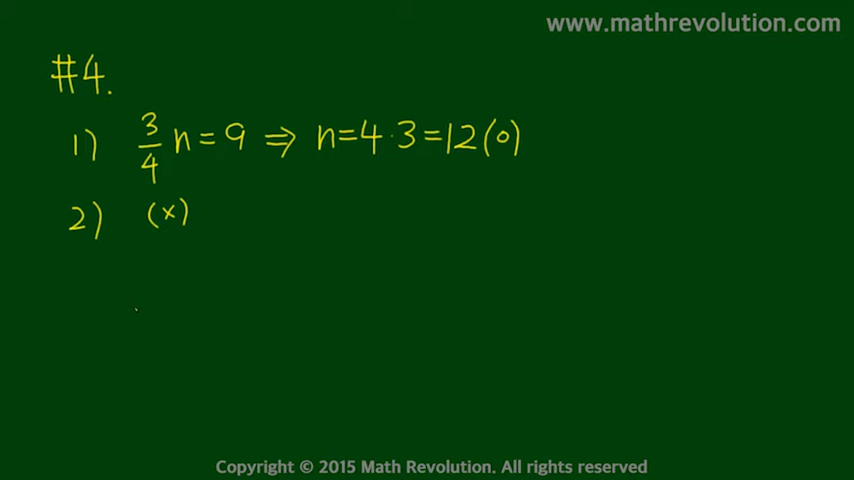 www.mathrevolution.com
#4.
1) 3/4 n = 9 ⇒ n=4·3=12(o)
2) (x)
Copyright © 2015 Math Revolution. All rights reserved